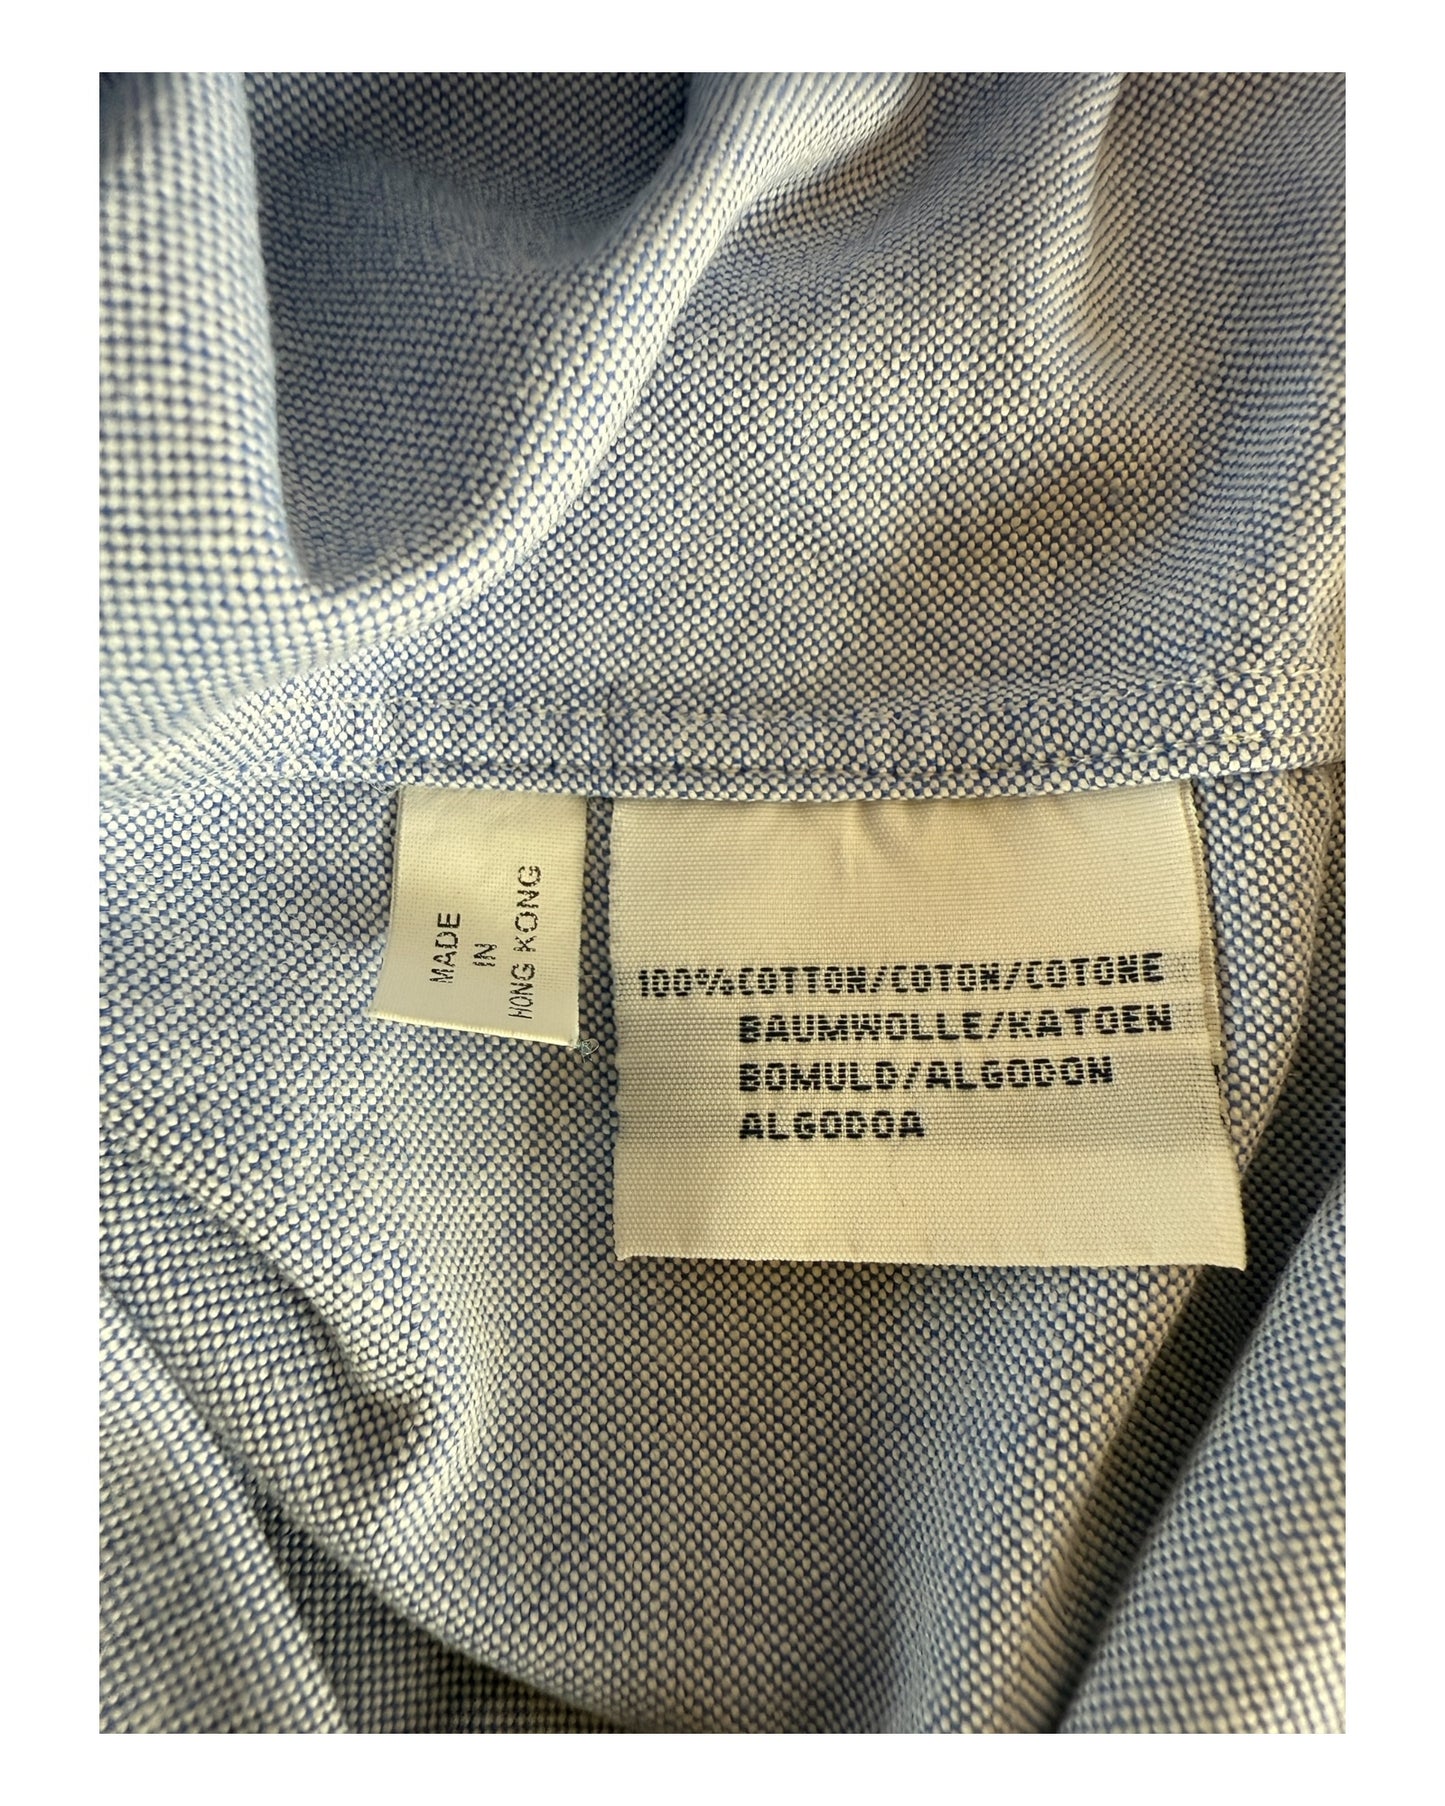 MADE
IN
HONG KONG
100%COTTON/COTON/COTONE
BAUMWOLLE/KATOEN
BOMULD/ALGODON
ALGODOA